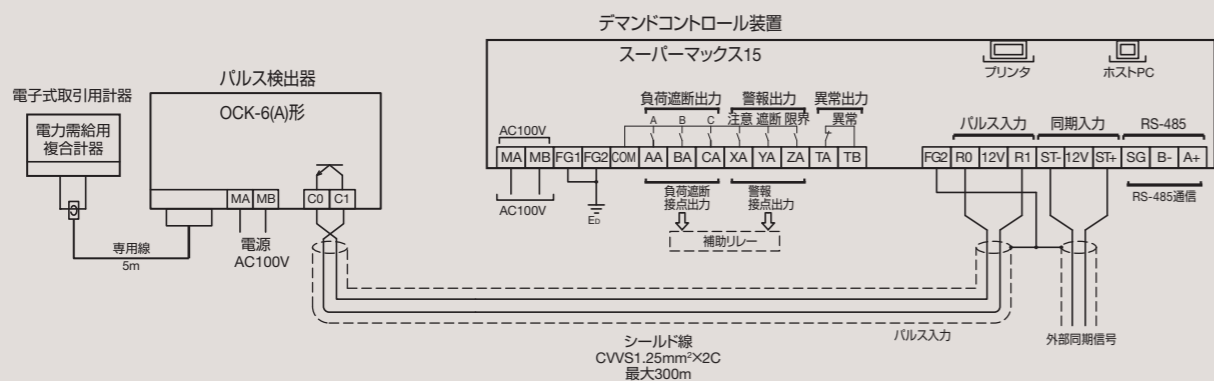 デマンドコントロール装置
スーパーマックス15
プリンタ
ホストPC
パルス検出器
電子式取引用計器
OCK-6(A)形
電力需給用
複合計器
負荷遮断出力 警報出力 異常出力
A B C 注意 遮断 限界 異常
AC100V
パルス入力 同期入力 RS-485
MA MB FG1 FG2 COM AA BA CA XA YA ZA TA TB
FG2 R0 12V R1 ST- 12V ST+ SG B- A+
MA MB C0 C1
AC100V
ED
負荷遮断
接点出力
警報
接点出力
補助リレー
RS-485通信
専用線
5m
電源
AC100V
パルス入力
外部同期信号
シールド線
CVVS1.25mm²×2C
最大300m